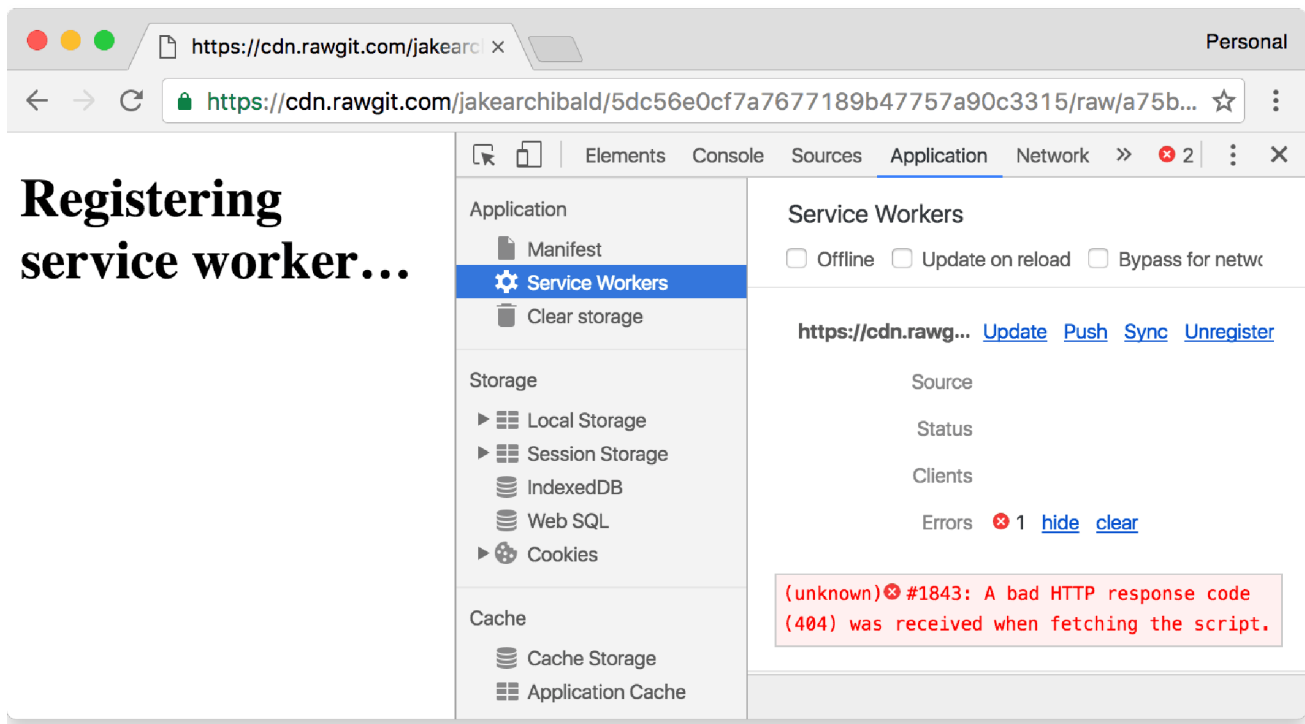 https://cdn.rawgit.com/jakearcl
Personal
https://cdn.rawgit.com/jakearchibald/5dc56e0cf7a7677189b47757a90c3315/raw/a75b...
Registering
service worker…
Elements Console Sources Application Network » 2
Application
Manifest
Service Workers
Clear storage
Storage
Local Storage
Session Storage
IndexedDB
Web SQL
Cookies
Cache
Cache Storage
Application Cache
Service Workers
Offline Update on reload Bypass for netwo
https://cdn.rawg... Update Push Sync Unregister
Source
Status
Clients
Errors 1 hide clear
(unknown) #1843: A bad HTTP response code
(404) was received when fetching the script.